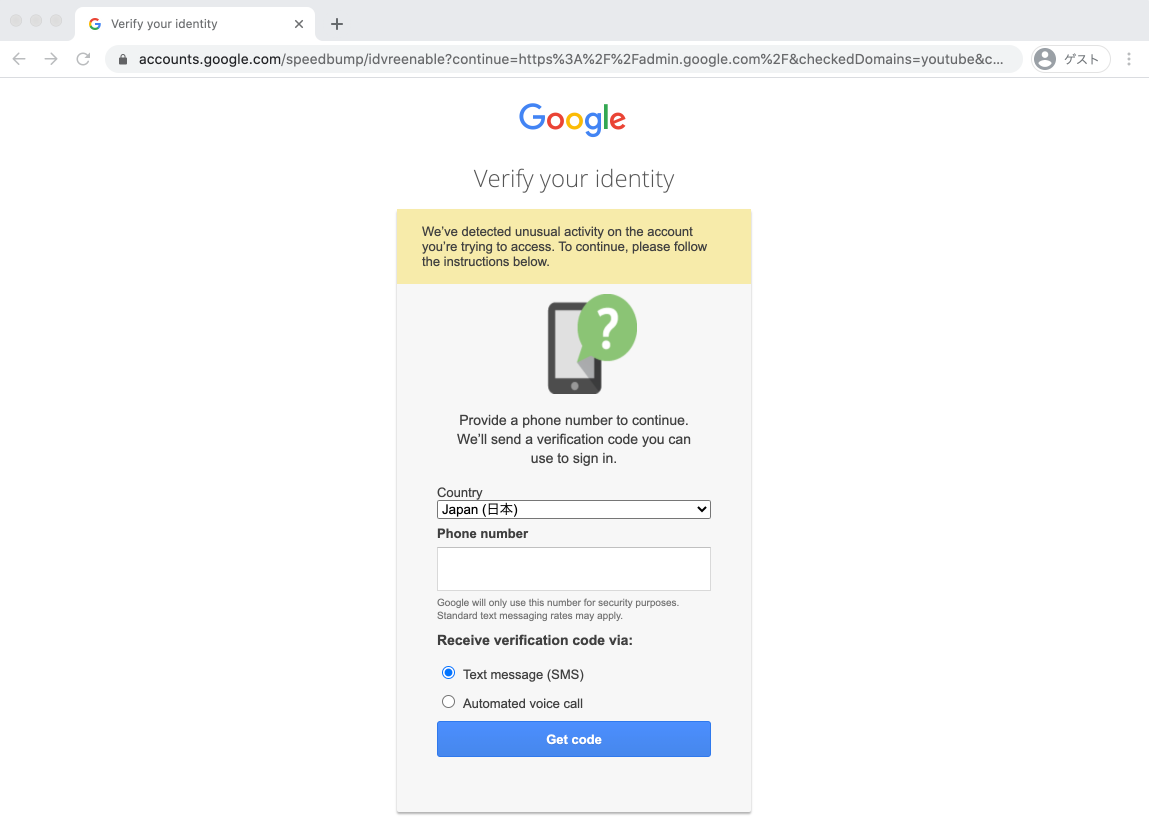 Verify your identity
accounts.google.com/speedbump/idvreenable?continue=https%3A%2F%2Fadmin.google.com%2F&checkedDomains=youtube&c...
ゲスト
Google
Verify your identity
We've detected unusual activity on the account
you're trying to access. To continue, please follow
the instructions below.
?
Provide a phone number to continue.
We'll send a verification code you can
use to sign in.
Country
Japan (日本)
Phone number
Google will only use this number for security purposes.
Standard text messaging rates may apply.
Receive verification code via:
Text message (SMS)
Automated voice call
Get code